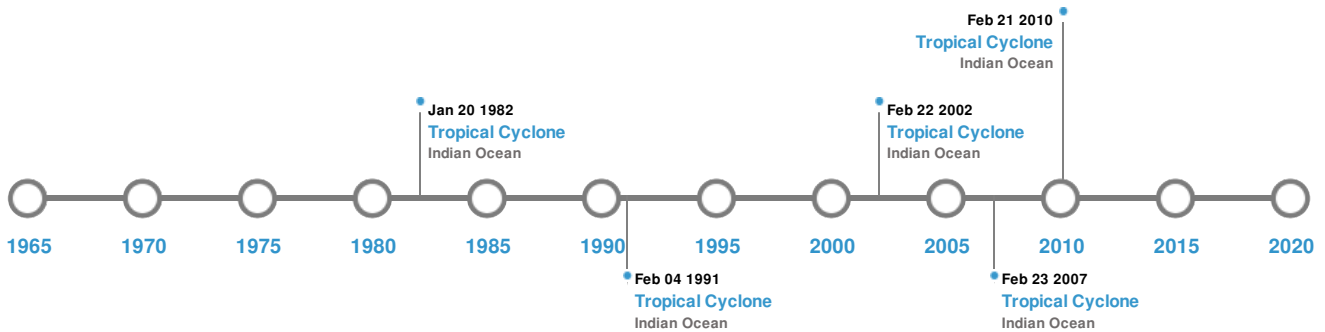 Feb 21 2010
Tropical Cyclone
Indian Ocean
Jan 20 1982
Tropical Cyclone
Indian Ocean
Feb 22 2002
Tropical Cyclone
Indian Ocean
1965 1970 1975 1980 1985 1990 1995 2000 2005 2010 2015 2020
Feb 04 1991
Tropical Cyclone
Indian Ocean
Feb 23 2007
Tropical Cyclone
Indian Ocean